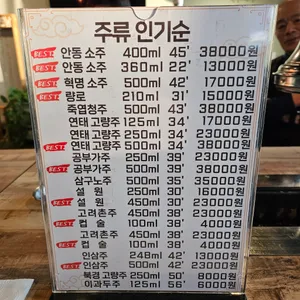 주류 인기순
BEST! 안동 소주 400ml 45' 38000원
BEST! 안동 소주 360ml 22' 13000원
BEST! 혁명 소주 500ml 42' 17000원
BEST! 량로 210ml 31' 15000원
죽엽청주 500ml 43' 38000원
연태 고량주 125ml 34' 17000원
연태 고량주 250ml 34' 23000원
BEST! 연태 고량주 500ml 34' 38000원
공부가주 250ml 39' 23000원
BEST! 공부가주 500ml 39' 38000원
삼구노주 500ml 35' 35000원
설 원 250ml 30' 16000원
BEST! 설 원 450ml 30' 23000원
고려촌주 250ml 38' 23000원
BEST! 컵 술 100ml 38' 4000원
고려촌주 450ml 38' 23000원
BEST! 컵 술 100ml 38' 4000원
인삼주 248ml 42' 13000원
BEST! 인삼주 500ml 42' 23000원
북경 고량주 250ml 50' 8000원
이과두주 125ml 56' 6000원